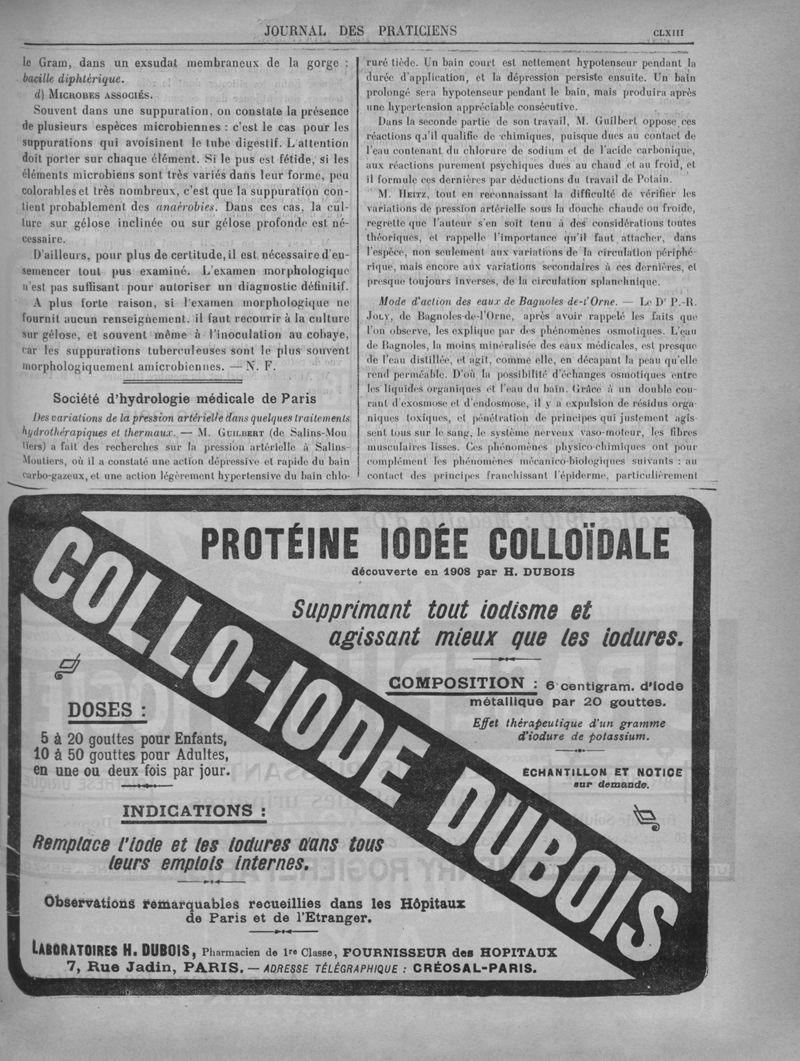 JOURNAL DES PRATICIENS
CLXIII
le Gram, dans un exsudat membraneux de la gorge :
bacille diphtérique.
d) MICROBES ASSOCIÉS.
Souvent dans une suppuration, on constate la présence
de plusieurs espèces microbiennes : c'est le cas pour les
suppurations qui avoisinent le tube digestif. L'attention
doit porter sur chaque élément. Si le pus est fétide, si les
éléments microbiens sont très variés dans leur forme, peu
colorables et très nombreux, c'est que la suppuration con-
tient probablement des anaérobies. Dans ces cas, la cul-
ture sur gélose inclinée ou sur gélose profonde est né-
cessaire.
D'ailleurs, pour plus de certitude, il est nécessaire d'en-
semencer tout pus examiné. L'examen morphologique
n'est pas suffisant pour autoriser un diagnostic définitif.
A plus forte raison, si l'examen morphologique ne
fournit aucun renseignement, il faut recourir à la culture
sur gélose, et souvent même à l'inoculation au cobaye,
car les suppurations tuberculeuses sont le plus souvent
morphologiquement amicrobiennes. — N. F.
Société d'hydrologie médicale de Paris
Des variations de la pression artérielle dans quelques traitements
hydrothérapiques et thermaux. — M. GUILBERT (de Salins-Mou
tiers) a fait des recherches sur la pression artérielle à Salins-
Moutiers, où il a constaté une action dépressive et rapide du bain
carbo-gazeux, et une action légèrement hypertensive du bain chlo-
ruré tiède. Un bain court est nettement hypotenseur pendant la
durée d'application, et la dépression persiste ensuite. Un bain
prolongé sera hypotenseur pendant le bain, mais produira après
une hypertension appréciable consécutive.
Dans la seconde partie de son travail, M. Guilbert oppose ces
réactions qu'il qualifie de chimiques, puisque dues au contact de
l'eau contenant du chlorure de sodium et de l'acide carbonique,
aux réactions purement psychiques dues au chaud et au froid, et
il formule ces dernières par déductions du travail de Potain.
M. HEITZ, tout en reconnaissant la difficulté de vérifier les
variations de pression artérielle sous la douche chaude ou froide,
regrette que l'auteur s'en soit tenu à des considérations toutes
théoriques, et rappelle l'importance qu'il faut attacher, dans
l'espèce, non seulement aux variations de la circulation périphé-
rique, mais encore aux variations secondaires à ces dernières, et
presque toujours inverses, de la circulation splanchnique.
Mode d'action des eaux de Bagnoles de-l'Orne. — Le Dr P.-R.
JOLY, de Bagnoles-de-l'Orne, après avoir rappelé les faits que
l'on observe, les explique par des phénomènes osmotiques. L'eau
de Bagnoles, la moins minéralisée des eaux médicales, est presque
de l'eau distillée, et agit, comme elle, en décapant la peau qu'elle
rend perméable. D'où la possibilité d'échanges osmotiques entre
les liquides organiques et l'eau du bain. Grâce à un double cou-
rant d'exosmose et d'endosmose, il y a expulsion de résidus orga-
niques toxiques, et pénétration de principes qui justement agis-
sent tous sur le sang, le système nerveux vaso-moteur, les fibres
musculaires lisses. Ces phénomènes physico-chimiques ont pour
complément les phénomènes mécanico-biologiques suivants : au
contact des principes franchissant l'épiderme, particulièrement
PROTÉINE IODÉE COLLOÏDALE
découverte en 1908 par H. DUBOIS
Supprimant tout iodisme et
agissant mieux que les iodures.
COLLO-IODE DUBOIS
COMPOSITION : 6 centigram. d'Iode
métallique par 20 gouttes.
Effet thérapeutique d'un gramme
d'iodure de potassium.
ÉCHANTILLON ET NOTICE
sur demande.
DOSES :
5 à 20 gouttes pour Enfants,
10 à 50 gouttes pour Adultes,
en une ou deux fois par jour.
INDICATIONS :
Remplace l'iode et les iodures dans tous
leurs emplois internes.
Observations remarquables recueillies dans les Hôpitaux
de Paris et de l'Etranger.
LABORATOIRES H. DUBOIS, Pharmacien de 1re Classe, FOURNISSEUR des HOPITAUX
7, Rue Jadin, PARIS. — ADRESSE TÉLÉGRAPHIQUE : CRÉOSAL-PARIS.